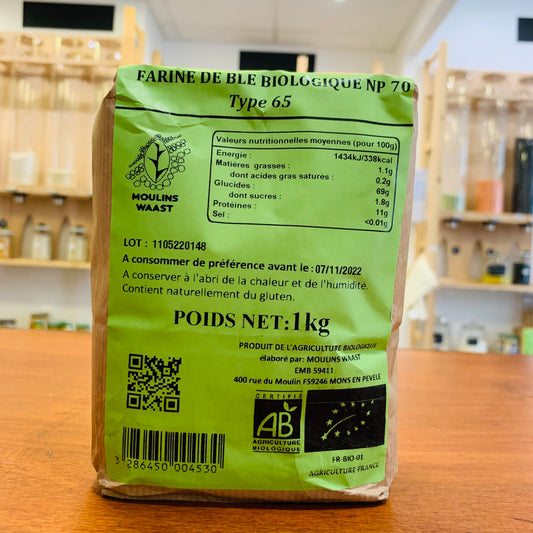 FARINE DE BLE BIOLOGIQUE NP 70
Type 65
MOULINS
WAAST
Valeurs nutritionnelles moyennes (pour 100g)
Energie : 1434kJ/338kcal
Matières grasses : 1.1g
dont acides gras saturés : 0.2g
Glucides : 69g
dont sucres : 1.8g
Protéines : 11g
Sel : <0.01g
LOT : 1105220148
A consommer de préférence avant le : 07/11/2022
A conserver à l'abri de la chaleur et de l'humidité.
Contient naturellement du gluten.
POIDS NET:1kg
PRODUIT DE L'AGRICULTURE BIOLOGIQUE
élaboré par: MOULINS WAAST
EMB 59411
400 rue du Moulin F59246 MONS EN PEVELE
CERTIFIÉ
AB
AGRICULTURE
BIOLOGIQUE
FR-BIO-01
AGRICULTURE FRANCE
3 286450 004530